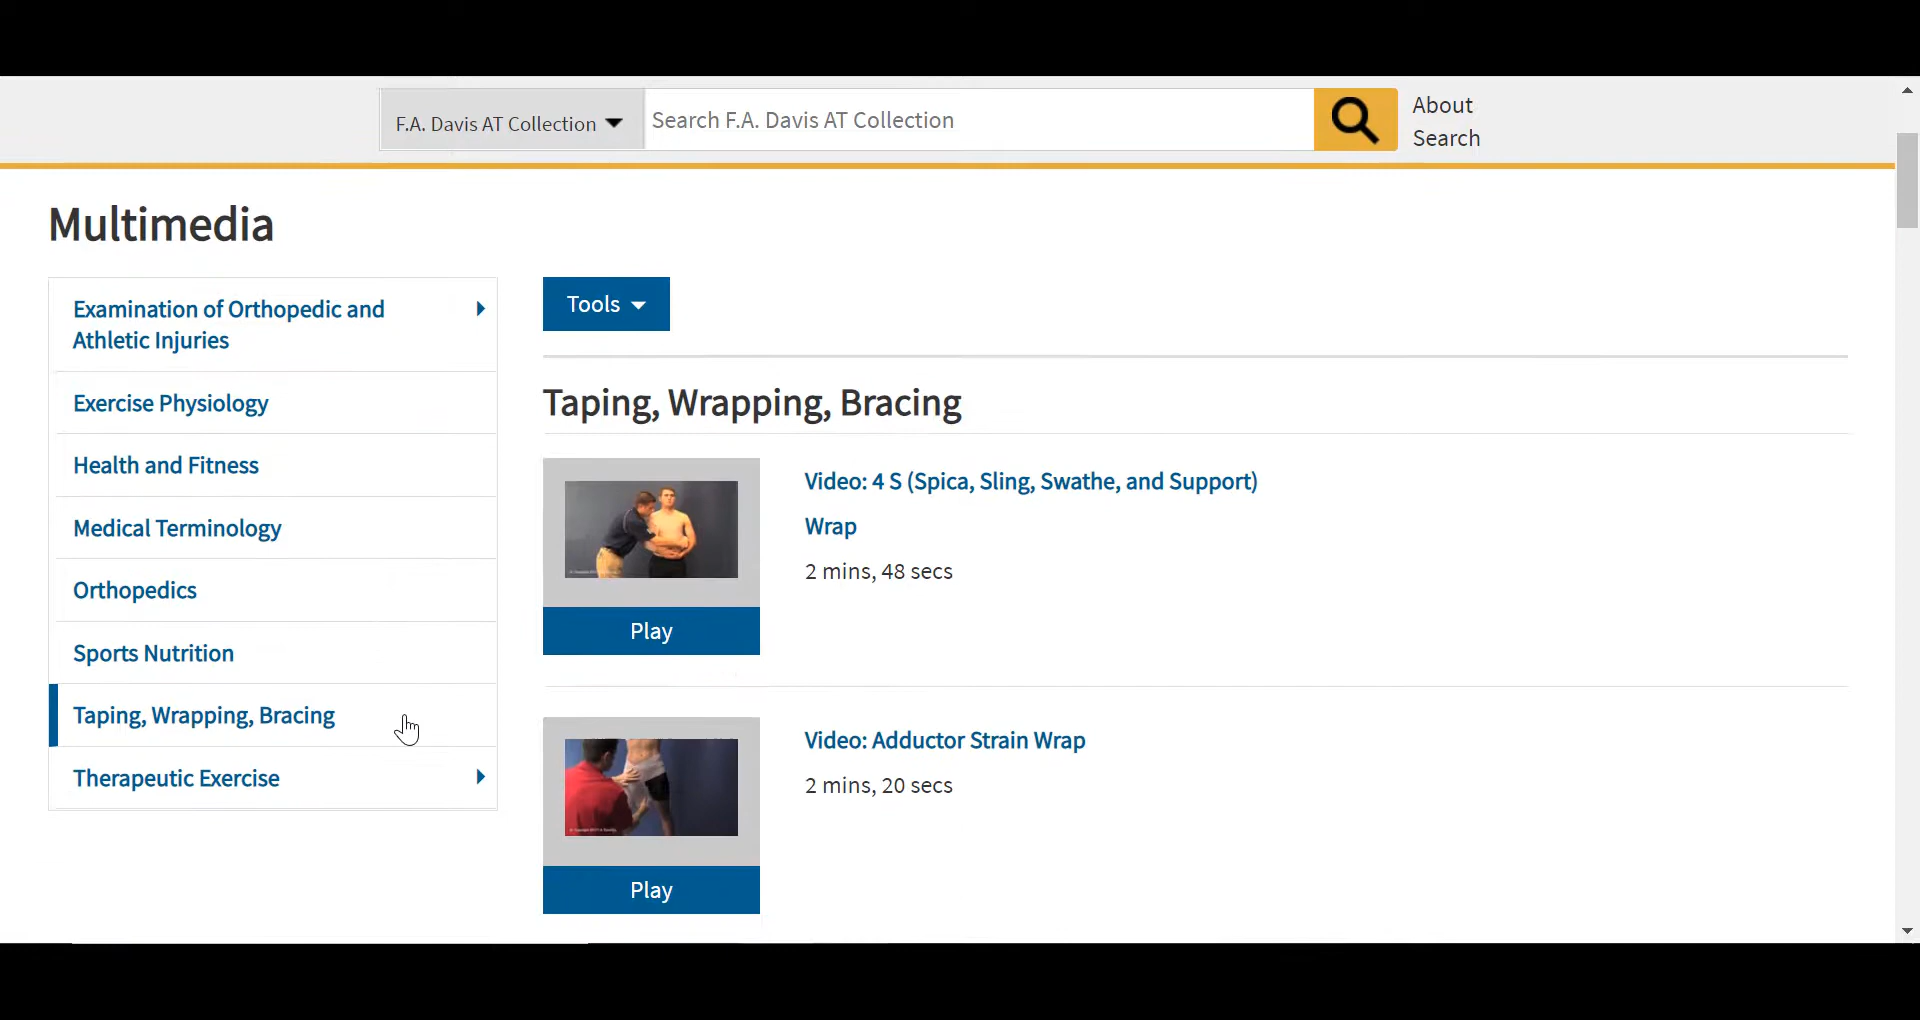 F.A. Davis AT Collection
Search F.A. Davis AT Collection
About
Search
Multimedia
Examination of Orthopedic and
Athletic Injuries
Exercise Physiology
Health and Fitness
Medical Terminology
Orthopedics
Sports Nutrition
Taping, Wrapping, Bracing
Therapeutic Exercise
Tools
Taping, Wrapping, Bracing
Video: 4 S (Spica, Sling, Swathe, and Support)
Wrap
2 mins, 48 secs
Play
Video: Adductor Strain Wrap
2 mins, 20 secs
Play